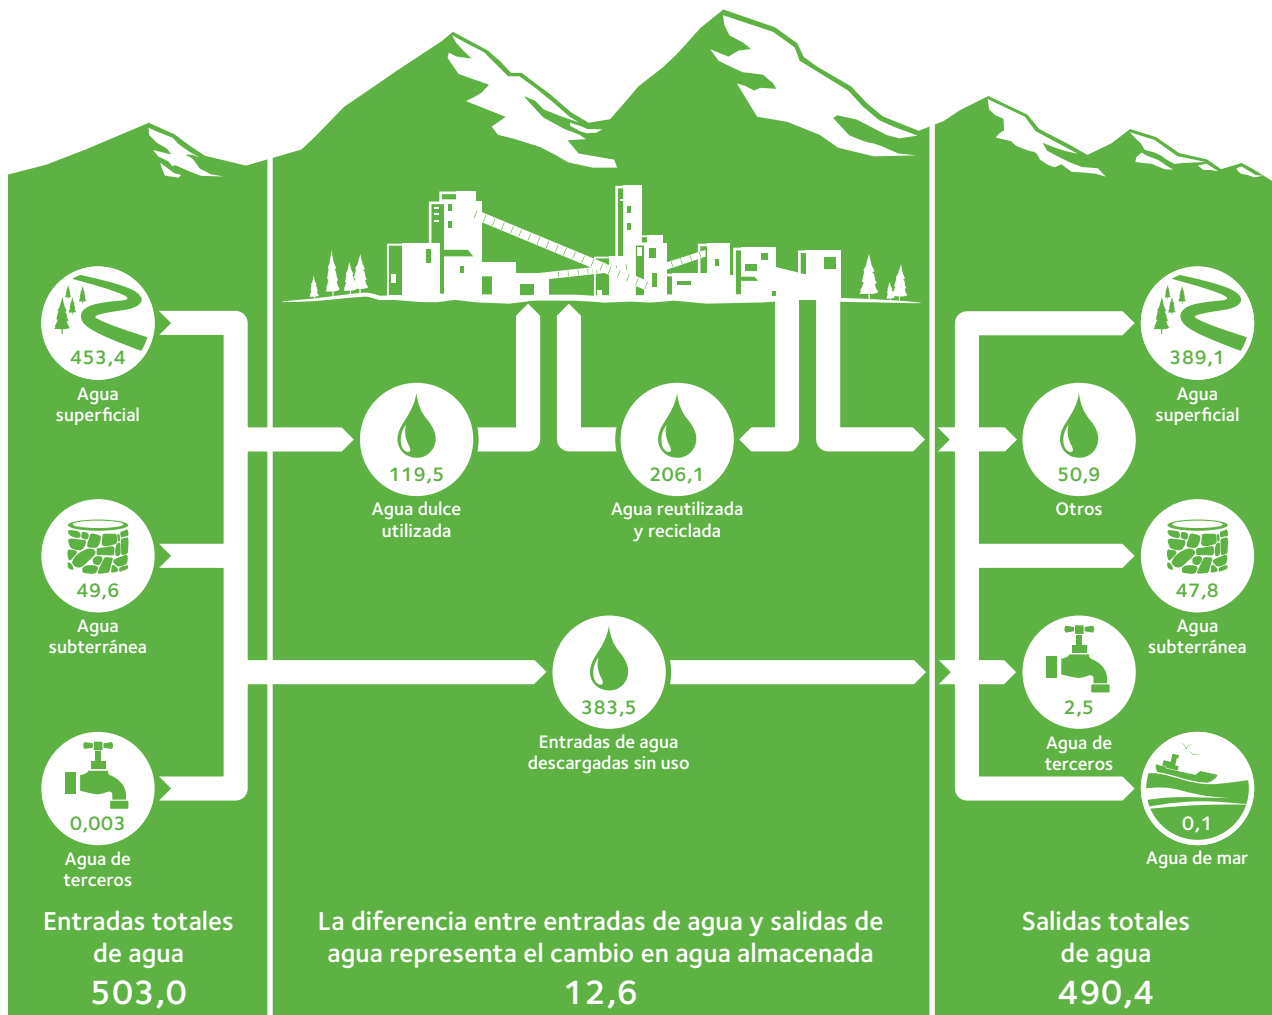 453,4
Agua
superficial
49,6
Agua
subterránea
0,003
Agua de
terceros
Entradas totales
de agua
503,0
119,5
Agua dulce
utilizada
206,1
Agua reutilizada
y reciclada
383,5
Entradas de agua
descargadas sin uso
La diferencia entre entradas de agua y salidas de
agua representa el cambio en agua almacenada
12,6
389,1
Agua
superficial
50,9
Otros
47,8
Agua
subterránea
2,5
Agua de
terceros
0,1
Agua de mar
Salidas totales
de agua
490,4